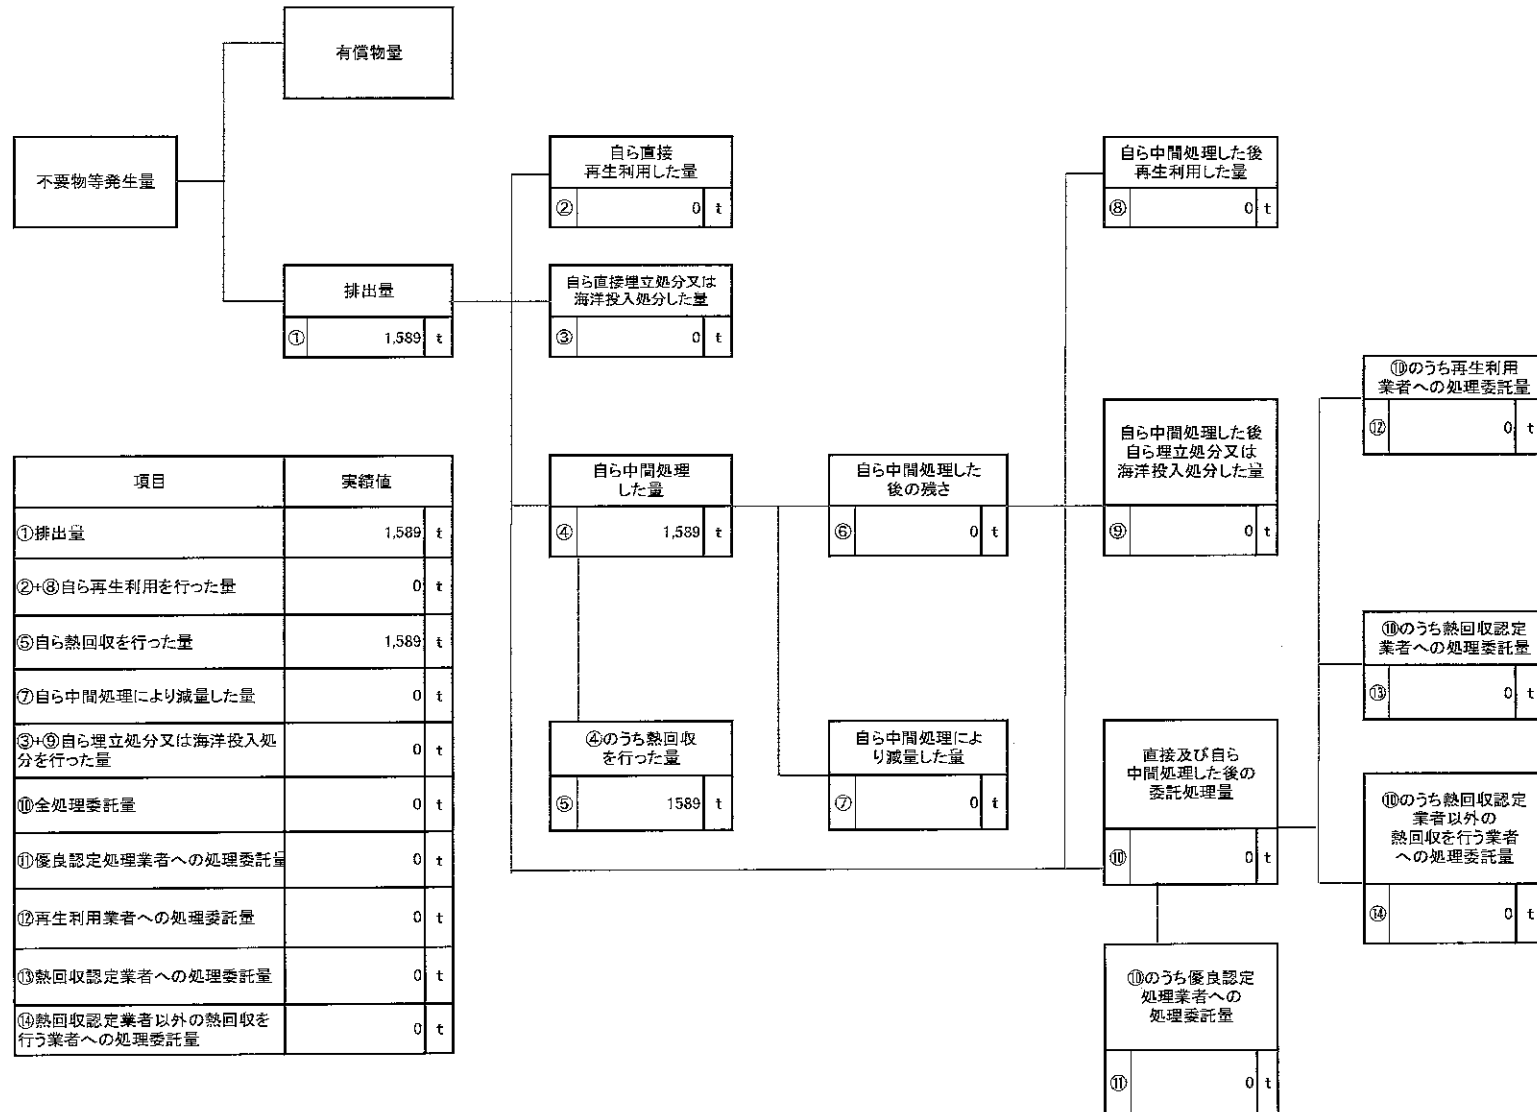 有償物量
不要物等発生量
排出量
① 1,589 t
自ら直接
再生利用した量
② 0 t
自ら直接埋立処分又は
海洋投入処分した量
③ 0 t
自ら中間処理
した量
④ 1,589 t
④のうち熱回収
を行った量
⑤ 1589 t
自ら中間処理した
後の残さ
⑥ 0 t
自ら中間処理によ
り減量した量
⑦ 0 t
自ら中間処理した後
再生利用した量
⑧ 0 t
自ら中間処理した後
自ら埋立処分又は
海洋投入処分した量
⑨ 0 t
直接及び自ら
中間処理した後の
委託処理量
⑩ 0 t
⑩のうち優良認定
処理業者への
処理委託量
⑪ 0 t
⑩のうち再生利用
業者への処理委託量
⑫ 0 t
⑩のうち熱回収認定
業者への処理委託量
⑬ 0 t
⑩のうち熱回収認定
業者以外の
熱回収を行う業者
への処理委託量
⑭ 0 t
項目 実績値
①排出量 1,589 t
②+⑧自ら再生利用を行った量 0 t
⑤自ら熱回収を行った量 1,589 t
⑦自ら中間処理により減量した量 0 t
③+⑨自ら埋立処分又は海洋投入処
分を行った量 0 t
⑩全処理委託量 0 t
⑪優良認定処理業者への処理委託量 0 t
⑫再生利用業者への処理委託量 0 t
⑬熱回収認定業者への処理委託量 0 t
⑭熱回収認定業者以外の熱回収を
行う業者への処理委託量 0 t